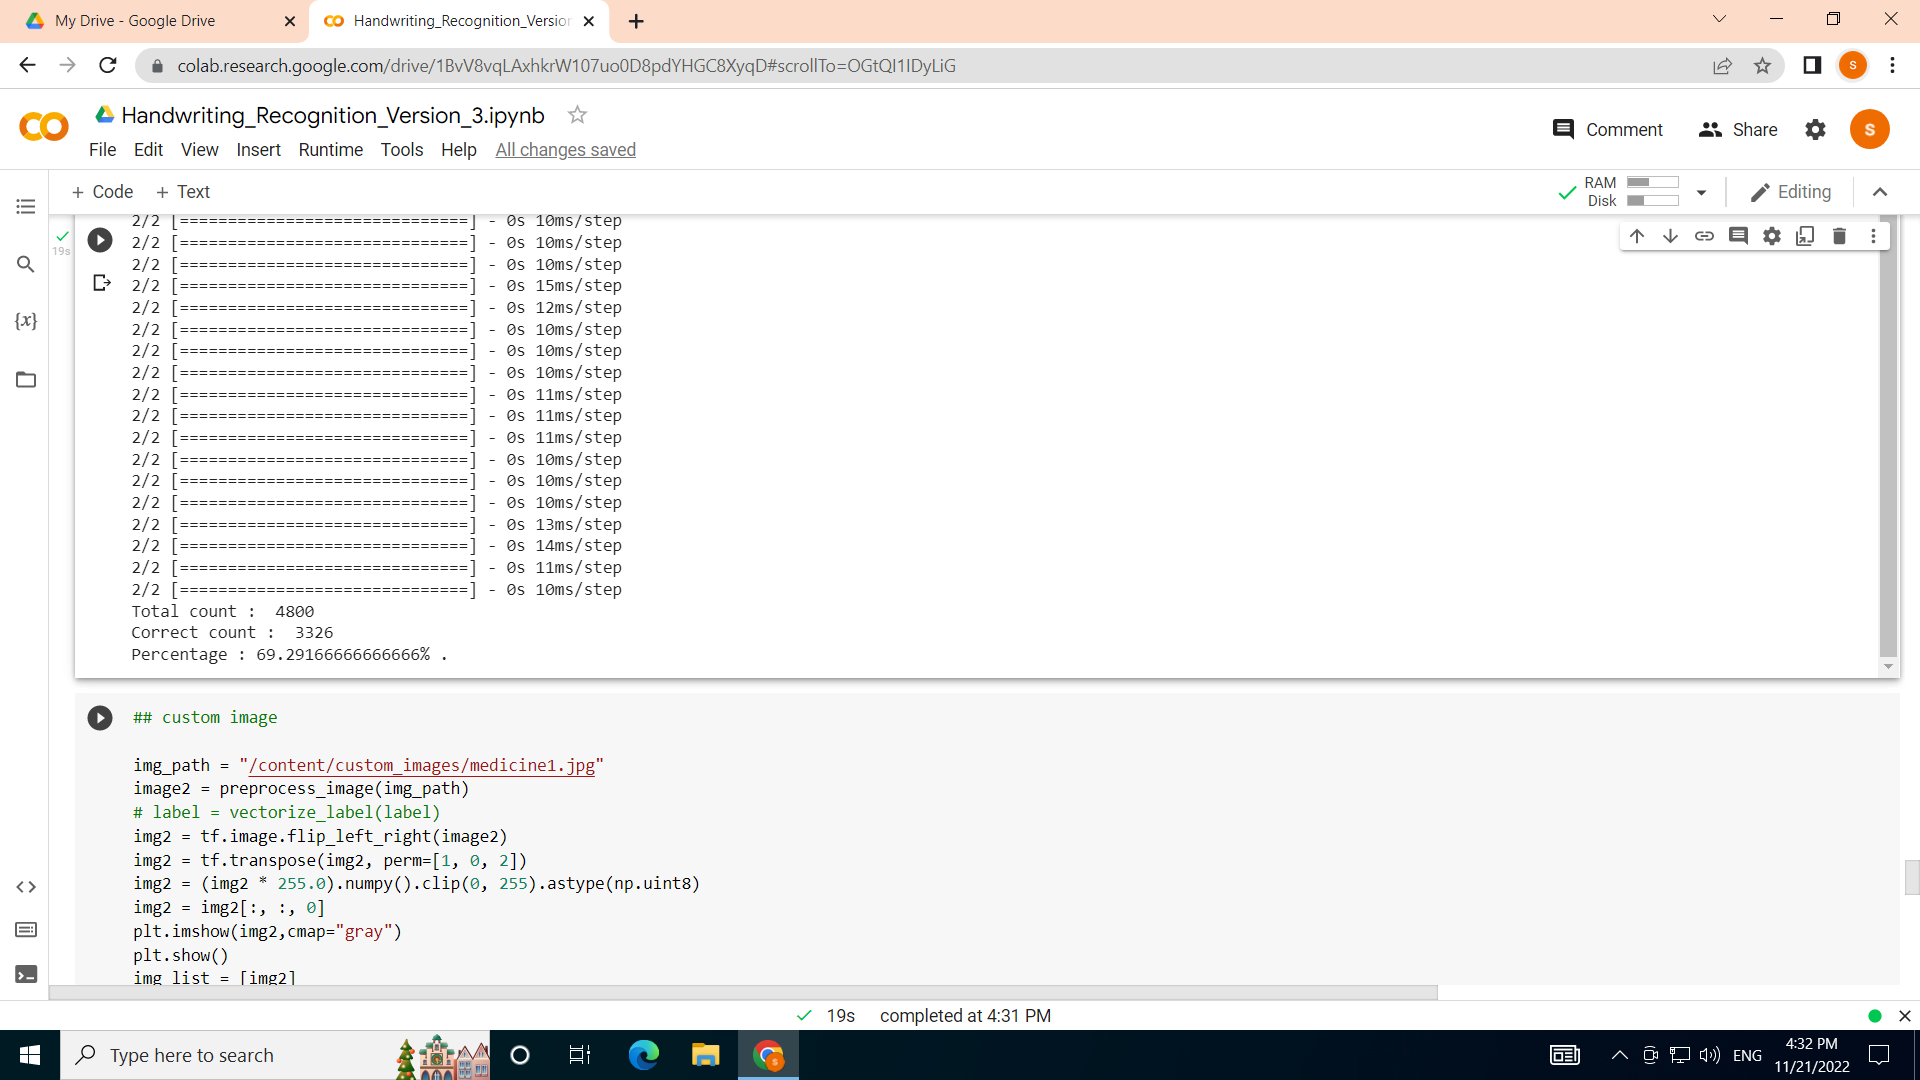 My Drive - Google Drive
Handwriting_Recognition_Version
colab.research.google.com/drive/1BvV8vqLAxhkrW107uo0D8pdYHGC8XyqD#scrollTo=OGtQI1IDyLiG
S
Handwriting_Recognition_Version_3.ipynb
Comment
Share
S
File Edit View Insert Runtime Tools Help All changes saved
+ Code + Text
RAM
Disk
Editing
19s
2/2 [==============================] - 0s 10ms/step
2/2 [==============================] - 0s 10ms/step
2/2 [==============================] - 0s 10ms/step
2/2 [==============================] - 0s 15ms/step
2/2 [==============================] - 0s 12ms/step
2/2 [==============================] - 0s 10ms/step
2/2 [==============================] - 0s 10ms/step
2/2 [==============================] - 0s 10ms/step
2/2 [==============================] - 0s 11ms/step
2/2 [==============================] - 0s 11ms/step
2/2 [==============================] - 0s 11ms/step
2/2 [==============================] - 0s 10ms/step
2/2 [==============================] - 0s 10ms/step
2/2 [==============================] - 0s 10ms/step
2/2 [==============================] - 0s 13ms/step
2/2 [==============================] - 0s 14ms/step
2/2 [==============================] - 0s 11ms/step
2/2 [==============================] - 0s 10ms/step
Total count :  4800
Correct count :  3326
Percentage : 69.29166666666666% .
## custom image
img_path = "/content/custom_images/medicine1.jpg"
image2 = preprocess_image(img_path)
# label = vectorize_label(label)
img2 = tf.image.flip_left_right(image2)
img2 = tf.transpose(img2, perm=[1, 0, 2])
img2 = (img2 * 255.0).numpy().clip(0, 255).astype(np.uint8)
img2 = img2[:, :, 0]
plt.imshow(img2,cmap="gray")
plt.show()
img_list = [img2]
19s completed at 4:31 PM
Type here to search
ENG
4:32 PM
11/21/2022